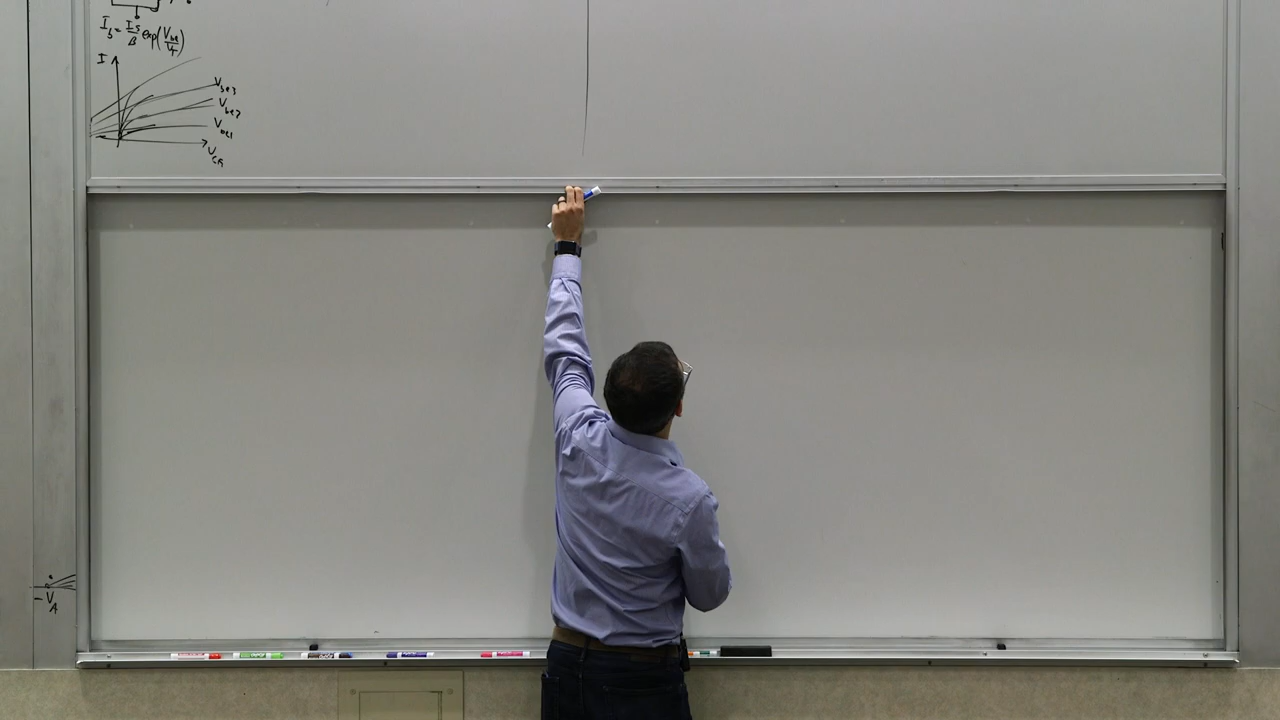 I_b = I_s/β exp(V_be/V_T)
I
V_be3
V_be2
V_be1
V_CE
-V_A